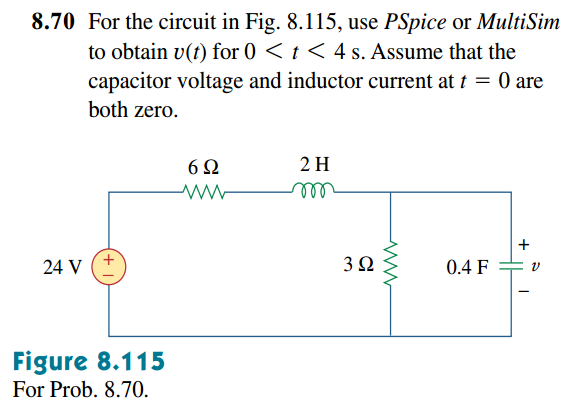 8.70 For the circuit in Fig. 8.115, use PSpice or MultiSim
to obtain v(t) for 0 < t < 4 s. Assume that the
capacitor voltage and inductor current at t = 0 are
both zero.
6 Ω
2 H
24 V
+
−
3 Ω
0.4 F
+
v
−
Figure 8.115
For Prob. 8.70.